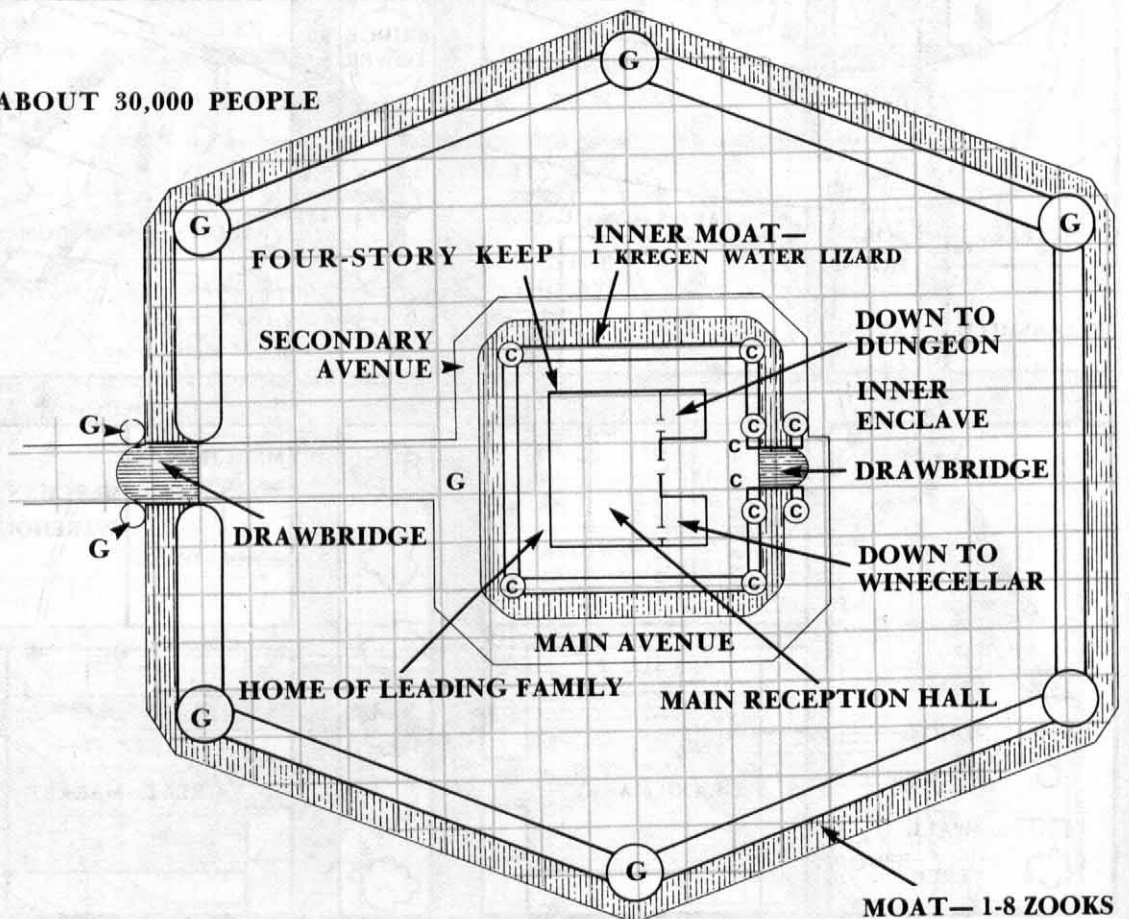 ABOUT 30,000 PEOPLE
G
G
G
FOUR-STORY KEEP
INNER MOAT—
1 KREGEN WATER LIZARD
SECONDARY
AVENUE
DOWN TO
DUNGEON
C
C
INNER
ENCLAVE
G
C
C
C
G
C
DRAWBRIDGE
G
DRAWBRIDGE
C
C
DOWN TO
WINECELLAR
C
C
MAIN AVENUE
HOME OF LEADING FAMILY
MAIN RECEPTION HALL
G
G
MOAT— 1-8 ZOOKS